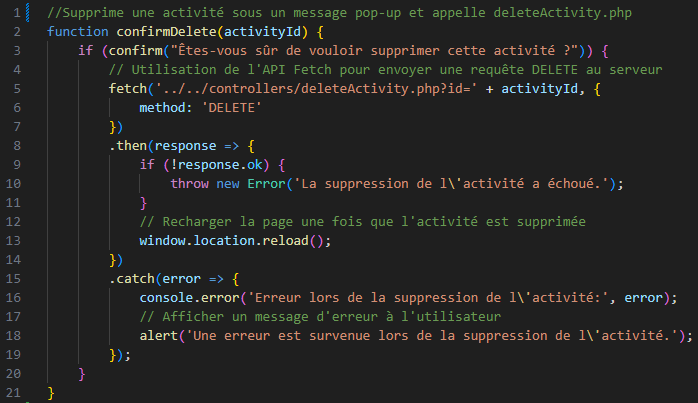 1 //Supprime une activité sous un message pop-up et appelle deleteActivity.php
2 function confirmDelete(activityId) {
3     if (confirm("Êtes-vous sûr de vouloir supprimer cette activité ?")) {
4         // Utilisation de l'API Fetch pour envoyer une requête DELETE au serveur
5         fetch('../../controllers/deleteActivity.php?id=' + activityId, {
6             method: 'DELETE'
7         })
8         .then(response => {
9             if (!response.ok) {
10                 throw new Error('La suppression de l\'activité a échoué.');
11             }
12             // Recharger la page une fois que l'activité est supprimée
13             window.location.reload();
14         })
15         .catch(error => {
16             console.error('Erreur lors de la suppression de l\'activité:', error);
17             // Afficher un message d'erreur à l'utilisateur
18             alert('Une erreur est survenue lors de la suppression de l\'activité.');
19         });
20     }
21 }